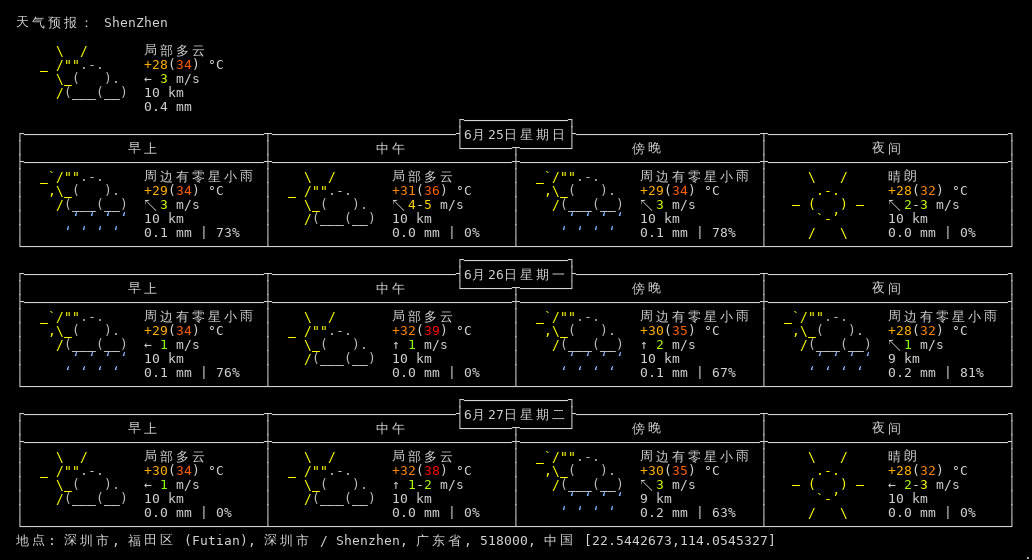 天气预报： ShenZhen
局部多云
+28(34) °C
← 3 m/s
10 km
0.4 mm
6月25日星期日
早上 中午 傍晚 夜间
周边有零星小雨 局部多云 周边有零星小雨 晴朗
+29(34) °C +31(36) °C +29(34) °C +28(32) °C
↖ 3 m/s ↖ 4-5 m/s ↖ 3 m/s ↖ 2-3 m/s
10 km 10 km 10 km 10 km
0.1 mm | 73% 0.0 mm | 0% 0.1 mm | 78% 0.0 mm | 0%
6月26日星期一
早上 中午 傍晚 夜间
周边有零星小雨 局部多云 周边有零星小雨 周边有零星小雨
+29(34) °C +32(39) °C +30(35) °C +28(32) °C
← 1 m/s ↑ 1 m/s ↑ 2 m/s ↖ 1 m/s
10 km 10 km 10 km 9 km
0.1 mm | 76% 0.0 mm | 0% 0.1 mm | 67% 0.2 mm | 81%
6月27日星期二
早上 中午 傍晚 夜间
局部多云 局部多云 周边有零星小雨 晴朗
+30(34) °C +32(38) °C +30(35) °C +28(32) °C
← 1 m/s ↑ 1-2 m/s ↖ 3 m/s ← 2-3 m/s
10 km 10 km 9 km 10 km
0.0 mm | 0% 0.0 mm | 0% 0.2 mm | 63% 0.0 mm | 0%
地点: 深圳市, 福田区 (Futian), 深圳市 / Shenzhen, 广东省, 518000, 中国 [22.5442673,114.0545327]